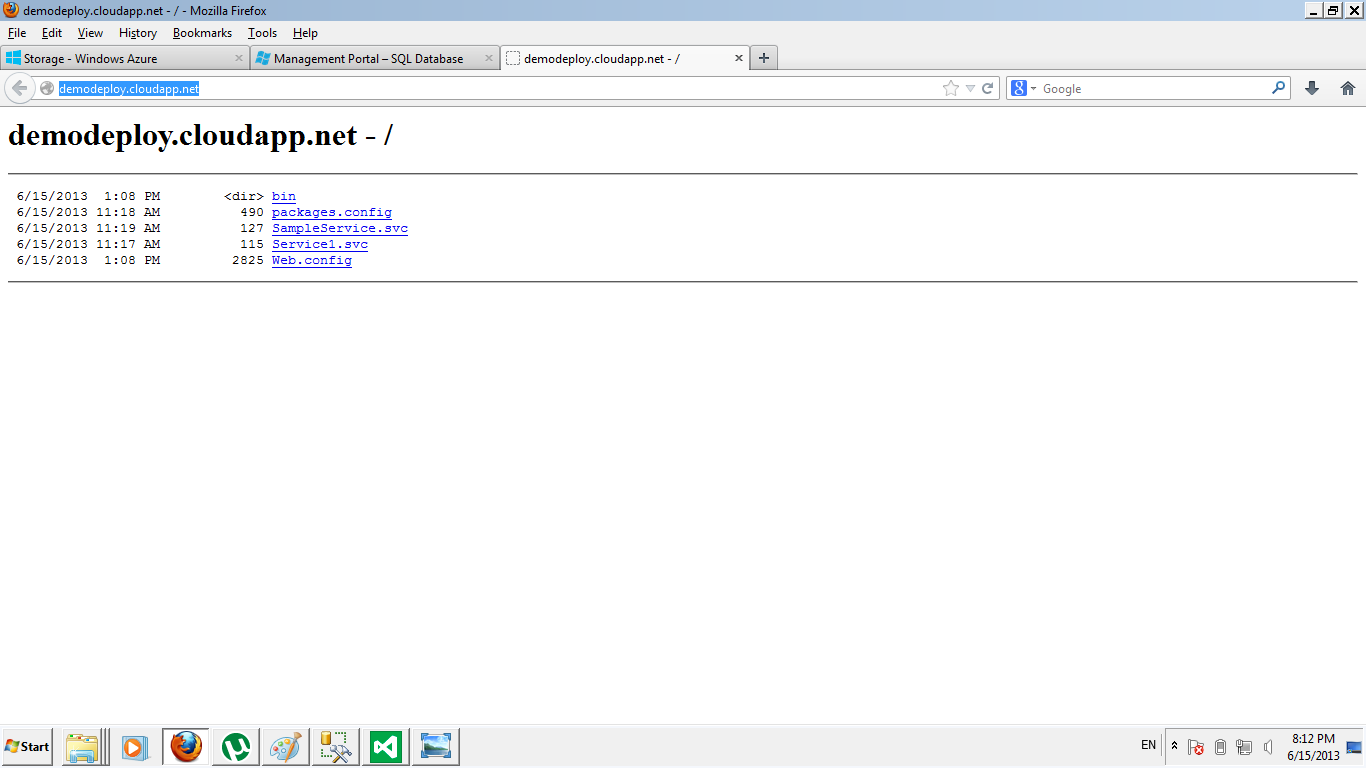 demodeploy.cloudapp.net - / - Mozilla Firefox
File Edit View History Bookmarks Tools Help
Storage - Windows Azure
Management Portal – SQL Database
demodeploy.cloudapp.net - /
demodeploy.cloudapp.net
Google
demodeploy.cloudapp.net - /
6/15/2013 1:08 PM <dir> bin
6/15/2013 11:18 AM 490 packages.config
6/15/2013 11:19 AM 127 SampleService.svc
6/15/2013 11:17 AM 115 Service1.svc
6/15/2013 1:08 PM 2825 Web.config
Start
EN
8:12 PM
6/15/2013